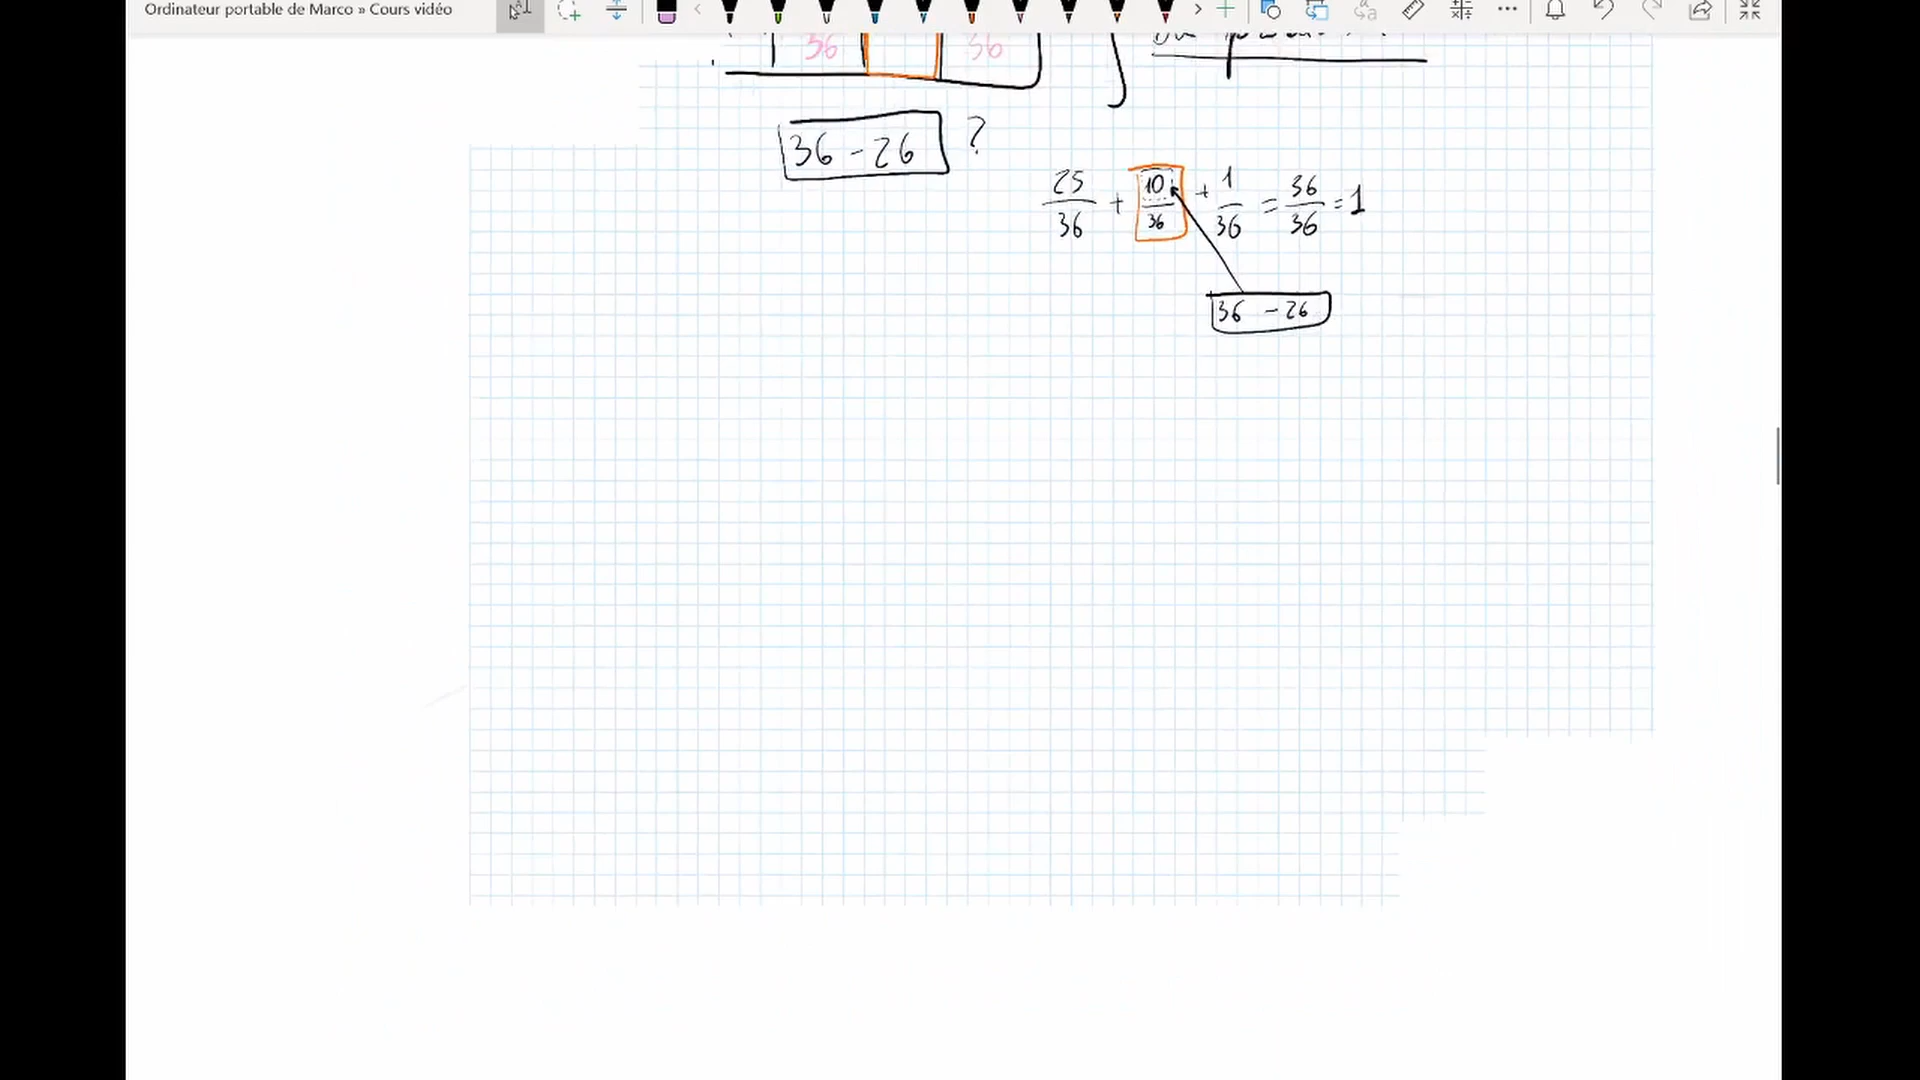 Ordinateur portable de Marco » Cours vidéo
36 36
36 - 26 ?
25/36 + 10/36 + 1/36 = 36/36 = 1
36 - 26